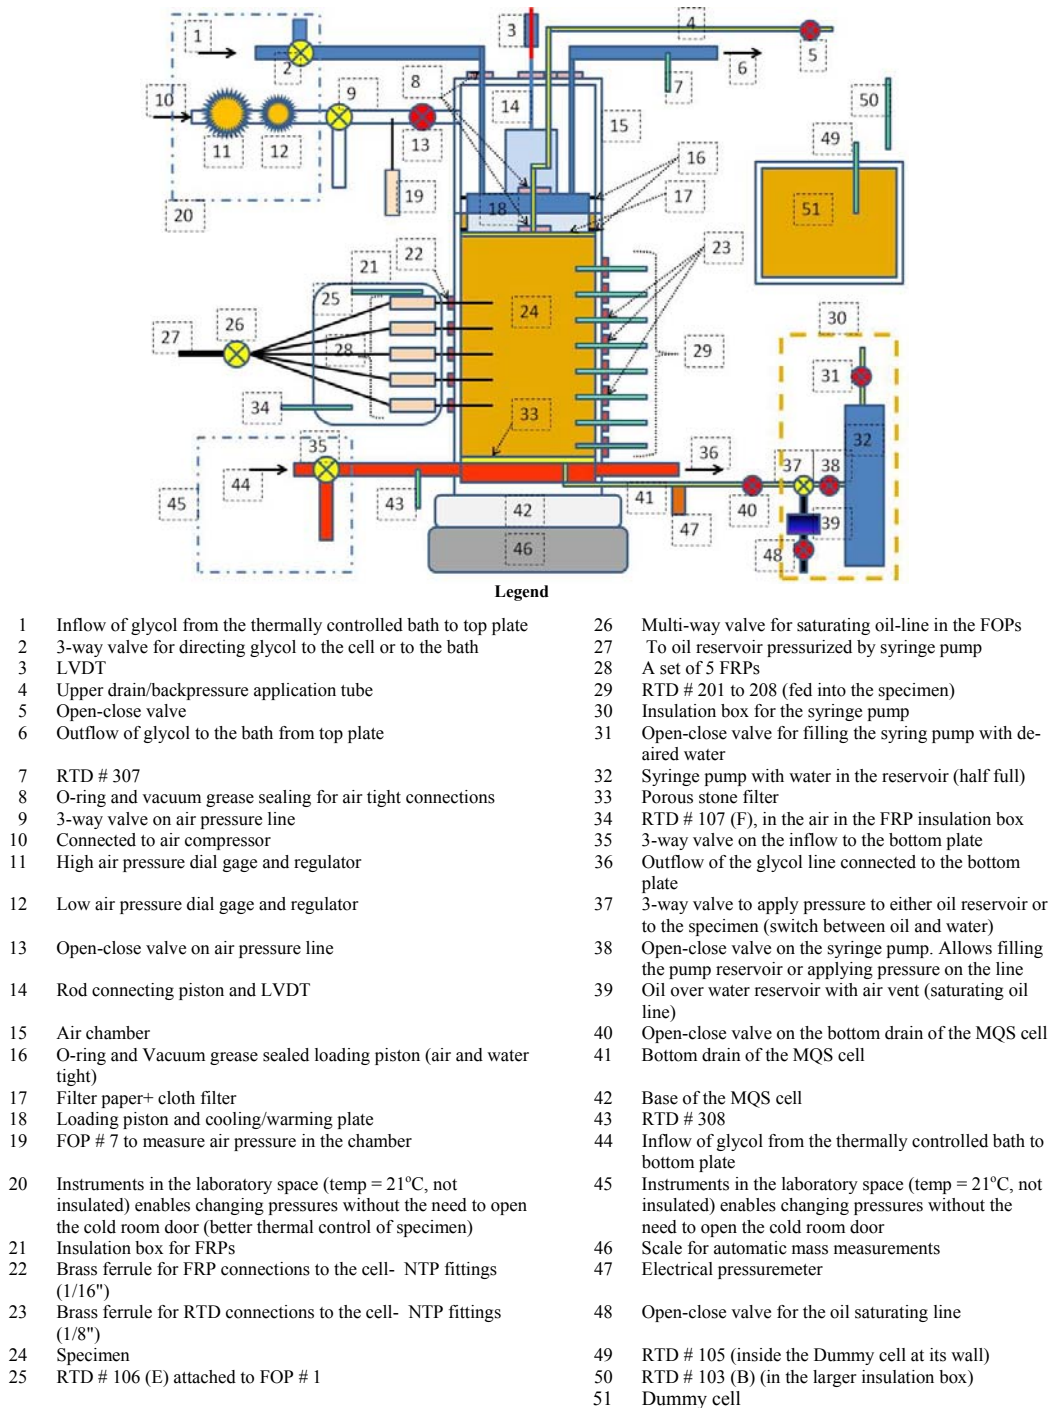 1
2
3
4
5
6
7
8
9
10
11
12
13
14
15
16
17
18
19
20
21
22
23
24
25
26
27
28
29
30
31
32
33
34
35
36
37
38
39
40
41
42
43
44
45
46
47
48
49
50
51
Legend
1 Inflow of glycol from the thermally controlled bath to top plate
2 3-way valve for directing glycol to the cell or to the bath
3 LVDT
4 Upper drain/backpressure application tube
5 Open-close valve
6 Outflow of glycol to the bath from top plate
7 RTD # 307
8 O-ring and vacuum grease sealing for air tight connections
9 3-way valve on air pressure line
10 Connected to air compressor
11 High air pressure dial gage and regulator
12 Low air pressure dial gage and regulator
13 Open-close valve on air pressure line
14 Rod connecting piston and LVDT
15 Air chamber
16 O-ring and Vacuum grease sealed loading piston (air and water
tight)
17 Filter paper+ cloth filter
18 Loading piston and cooling/warming plate
19 FOP # 7 to measure air pressure in the chamber
20 Instruments in the laboratory space (temp = 21°C, not
insulated) enables changing pressures without the need to open
the cold room door (better thermal control of specimen)
21 Insulation box for FRPs
22 Brass ferrule for FRP connections to the cell- NTP fittings
(1/16")
23 Brass ferrule for RTD connections to the cell- NTP fittings
(1/8")
24 Specimen
25 RTD # 106 (E) attached to FOP # 1
26 Multi-way valve for saturating oil-line in the FOPs
27 To oil reservoir pressurized by syringe pump
28 A set of 5 FRPs
29 RTD # 201 to 208 (fed into the specimen)
30 Insulation box for the syringe pump
31 Open-close valve for filling the syring pump with de-
aired water
32 Syringe pump with water in the reservoir (half full)
33 Porous stone filter
34 RTD # 107 (F), in the air in the FRP insulation box
35 3-way valve on the inflow to the bottom plate
36 Outflow of the glycol line connected to the bottom
plate
37 3-way valve to apply pressure to either oil reservoir or
to the specimen (switch between oil and water)
38 Open-close valve on the syringe pump. Allows filling
the pump reservoir or applying pressure on the line
39 Oil over water reservoir with air vent (saturating oil
line)
40 Open-close valve on the bottom drain of the MQS cell
41 Bottom drain of the MQS cell
42 Base of the MQS cell
43 RTD # 308
44 Inflow of glycol from the thermally controlled bath to
bottom plate
45 Instruments in the laboratory space (temp = 21°C, not
insulated) enables changing pressures without the
need to open the cold room door
46 Scale for automatic mass measurements
47 Electrical pressuremeter
48 Open-close valve for the oil saturating line
49 RTD # 105 (inside the Dummy cell at its wall)
50 RTD # 103 (B) (in the larger insulation box)
51 Dummy cell